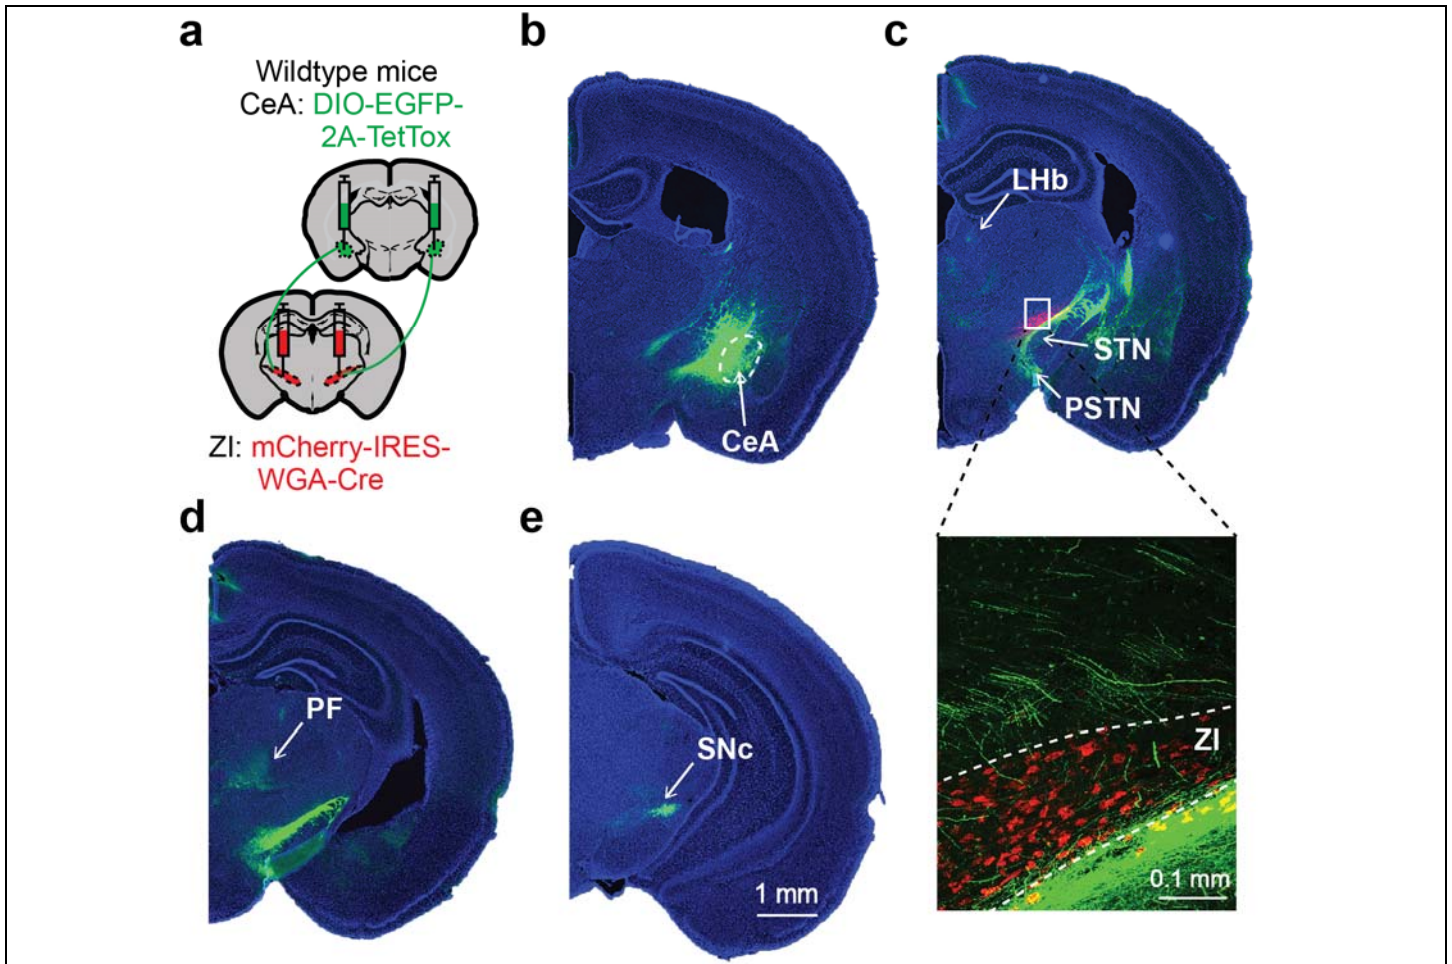 a
Wildtype mice
CeA: DIO-EGFP-
2A-TetTox
ZI: mCherry-IRES-
WGA-Cre
b
CeA
c
LHb
STN
PSTN
ZI
0.1 mm
d
PF
e
SNc
1 mm